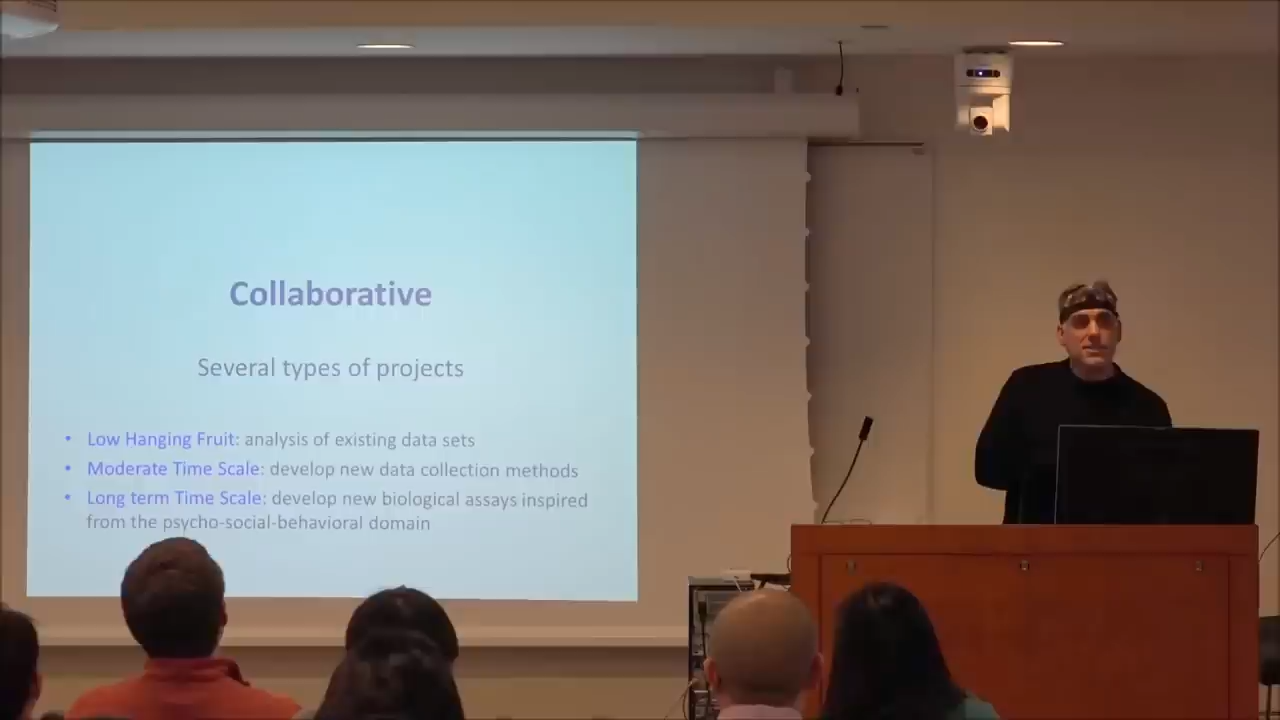 Collaborative
Several types of projects
• Low Hanging Fruit: analysis of existing data sets
• Moderate Time Scale: develop new data collection methods
• Long term Time Scale: develop new biological assays inspired
from the psycho-social-behavioral domain